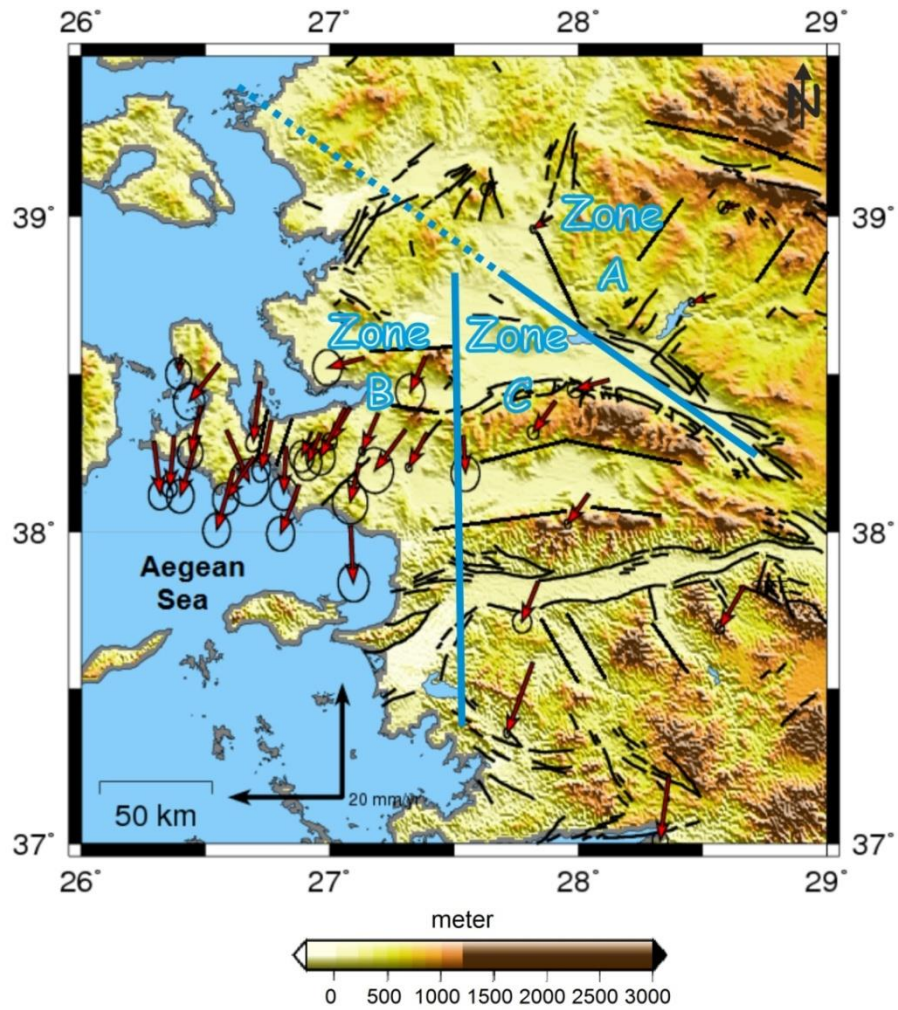 26° 27° 28° 29°
N
39° 39°
Zone
A
Zone Zone
B C
38° 38°
Aegean
Sea
20 mm/yr
50 km
37° 37°
26° 27° 28° 29°
meter
0 500 1000 1500 2000 2500 3000